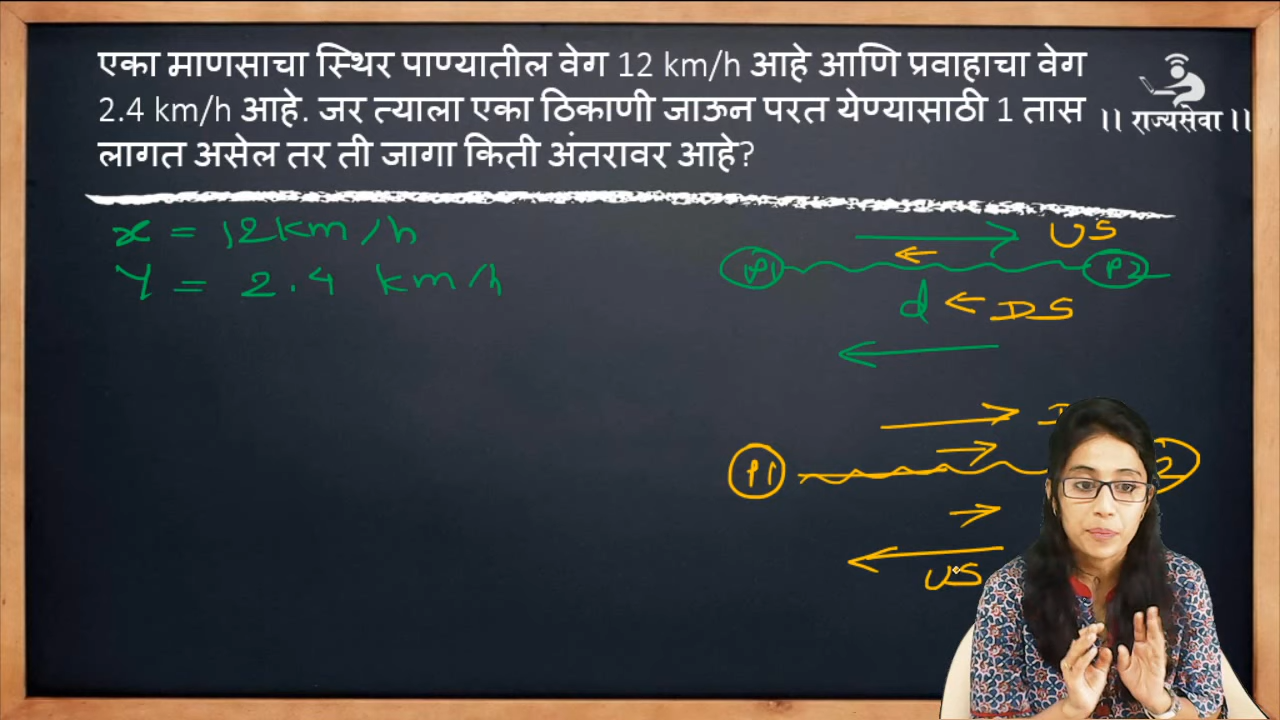 एका माणसाचा स्थिर पाण्यातील वेग 12 km/h आहे आणि प्रवाहाचा वेग
2.4 km/h आहे. जर त्याला एका ठिकाणी जाऊन परत येण्यासाठी 1 तास
लागत असेल तर ती जागा किती अंतरावर आहे?
|| राज्यसेवा ||
x = 12 km/h
Y = 2.4 km/h
US
P1 P2
d DS
P1 2
US